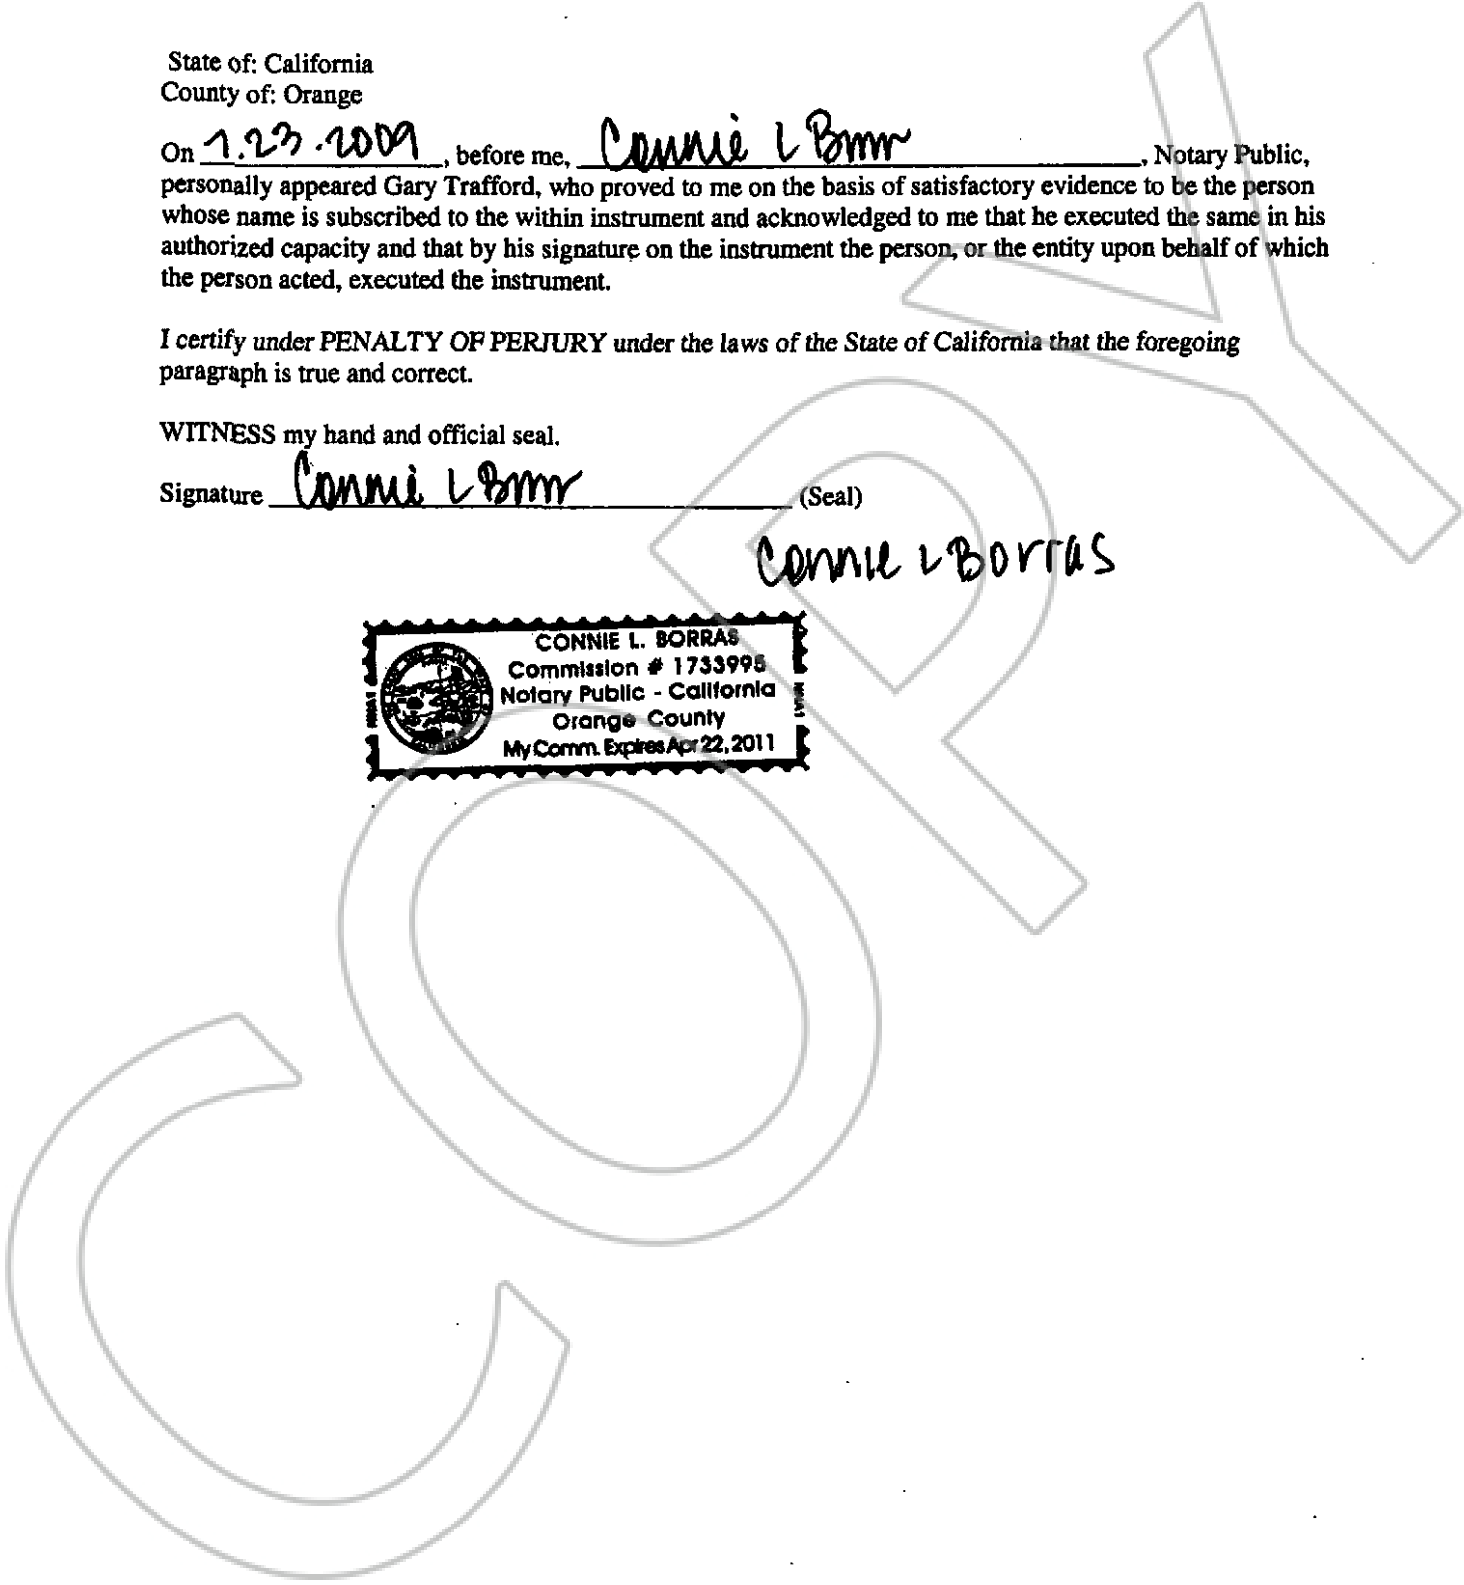 State of: California
County of: Orange
On 1.23.2009, before me, Connie L Brrr, Notary Public,
personally appeared Gary Trafford, who proved to me on the basis of satisfactory evidence to be the person
whose name is subscribed to the within instrument and acknowledged to me that he executed the same in his
authorized capacity and that by his signature on the instrument the person, or the entity upon behalf of which
the person acted, executed the instrument.
I certify under PENALTY OF PERJURY under the laws of the State of California that the foregoing
paragraph is true and correct.
WITNESS my hand and official seal.
Signature Connie L (Seal)
Connie L Borras
CONNIE L. BORRAS
Commission # 1733995
Notary Public - California
Orange County
My Comm. Expires Apr 22, 2011
COPY